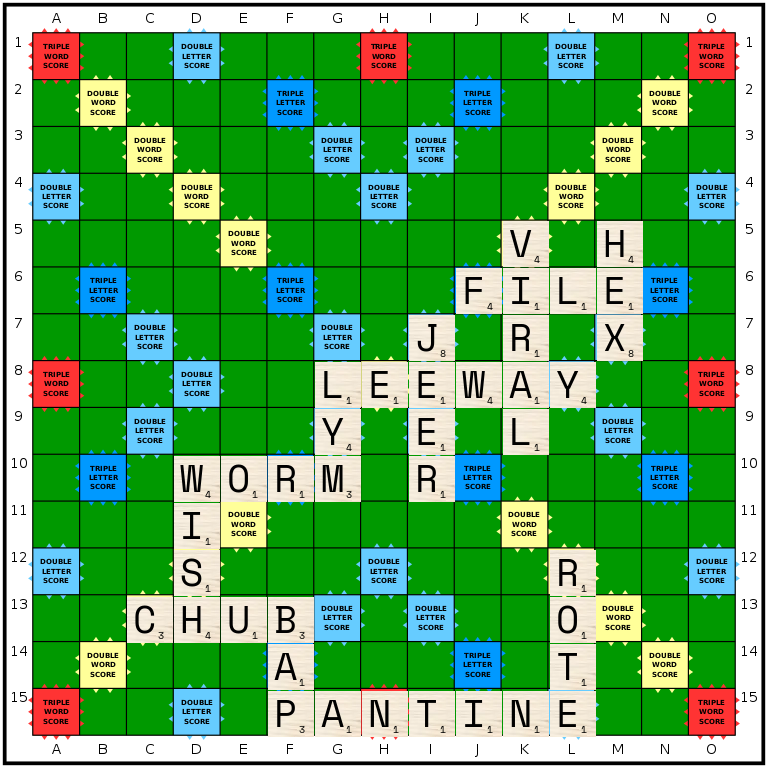 A B C D E F G H I J K L M N O
1 TRIPLE WORD SCORE DOUBLE LETTER SCORE TRIPLE WORD SCORE DOUBLE LETTER SCORE TRIPLE WORD SCORE 1
2 DOUBLE WORD SCORE TRIPLE LETTER SCORE TRIPLE LETTER SCORE DOUBLE WORD SCORE 2
3 DOUBLE WORD SCORE DOUBLE LETTER SCORE DOUBLE LETTER SCORE DOUBLE WORD SCORE 3
4 DOUBLE LETTER SCORE DOUBLE WORD SCORE DOUBLE LETTER SCORE DOUBLE WORD SCORE DOUBLE LETTER SCORE 4
5 DOUBLE WORD SCORE V4 H4 5
6 TRIPLE LETTER SCORE TRIPLE LETTER SCORE F4 I1 L1 E1 TRIPLE LETTER SCORE 6
7 DOUBLE LETTER SCORE DOUBLE LETTER SCORE J8 R1 X8 7
8 TRIPLE WORD SCORE DOUBLE LETTER SCORE L1 E1 E1 W4 A1 Y4 TRIPLE WORD SCORE 8
9 DOUBLE LETTER SCORE Y4 E1 L1 DOUBLE LETTER SCORE 9
10 TRIPLE LETTER SCORE W4 O1 R1 M3 R1 TRIPLE LETTER SCORE TRIPLE LETTER SCORE 10
11 I1 DOUBLE WORD SCORE DOUBLE WORD SCORE 11
12 DOUBLE LETTER SCORE S1 DOUBLE LETTER SCORE R1 DOUBLE LETTER SCORE 12
13 C3 H4 U1 B3 DOUBLE LETTER SCORE DOUBLE LETTER SCORE O1 DOUBLE WORD SCORE 13
14 DOUBLE WORD SCORE A1 TRIPLE LETTER SCORE T1 DOUBLE WORD SCORE 14
15 TRIPLE WORD SCORE DOUBLE LETTER SCORE P3 A1 N1 T1 I1 N1 E1 TRIPLE WORD SCORE 15
A B C D E F G H I J K L M N O